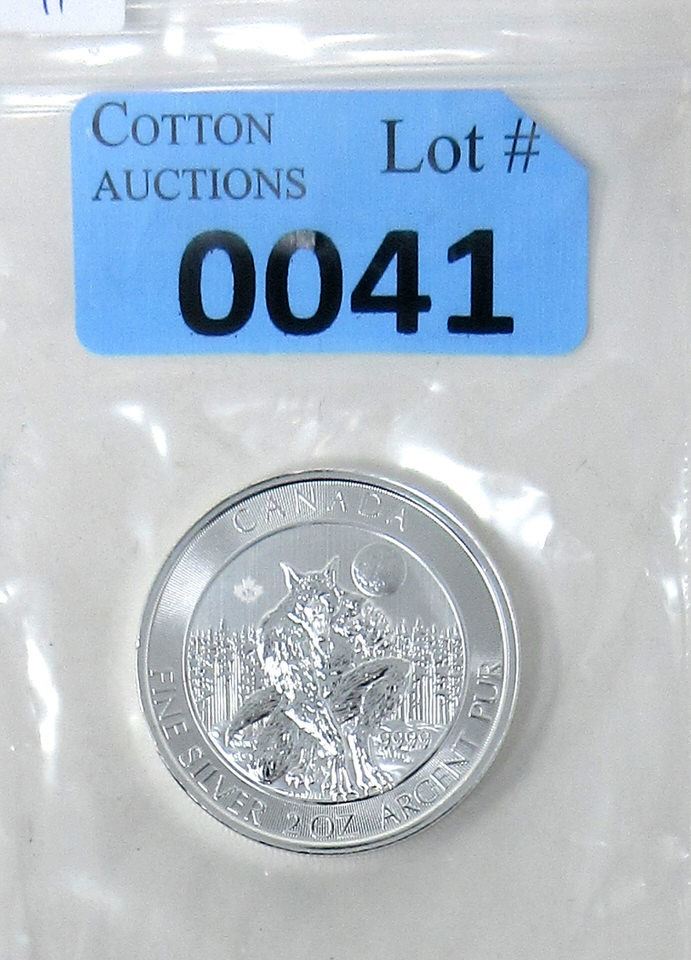 COTTON
AUCTIONS
Lot #
0041
CANADA
9999
FINE SILVER 2 OZ ARGENT PUR